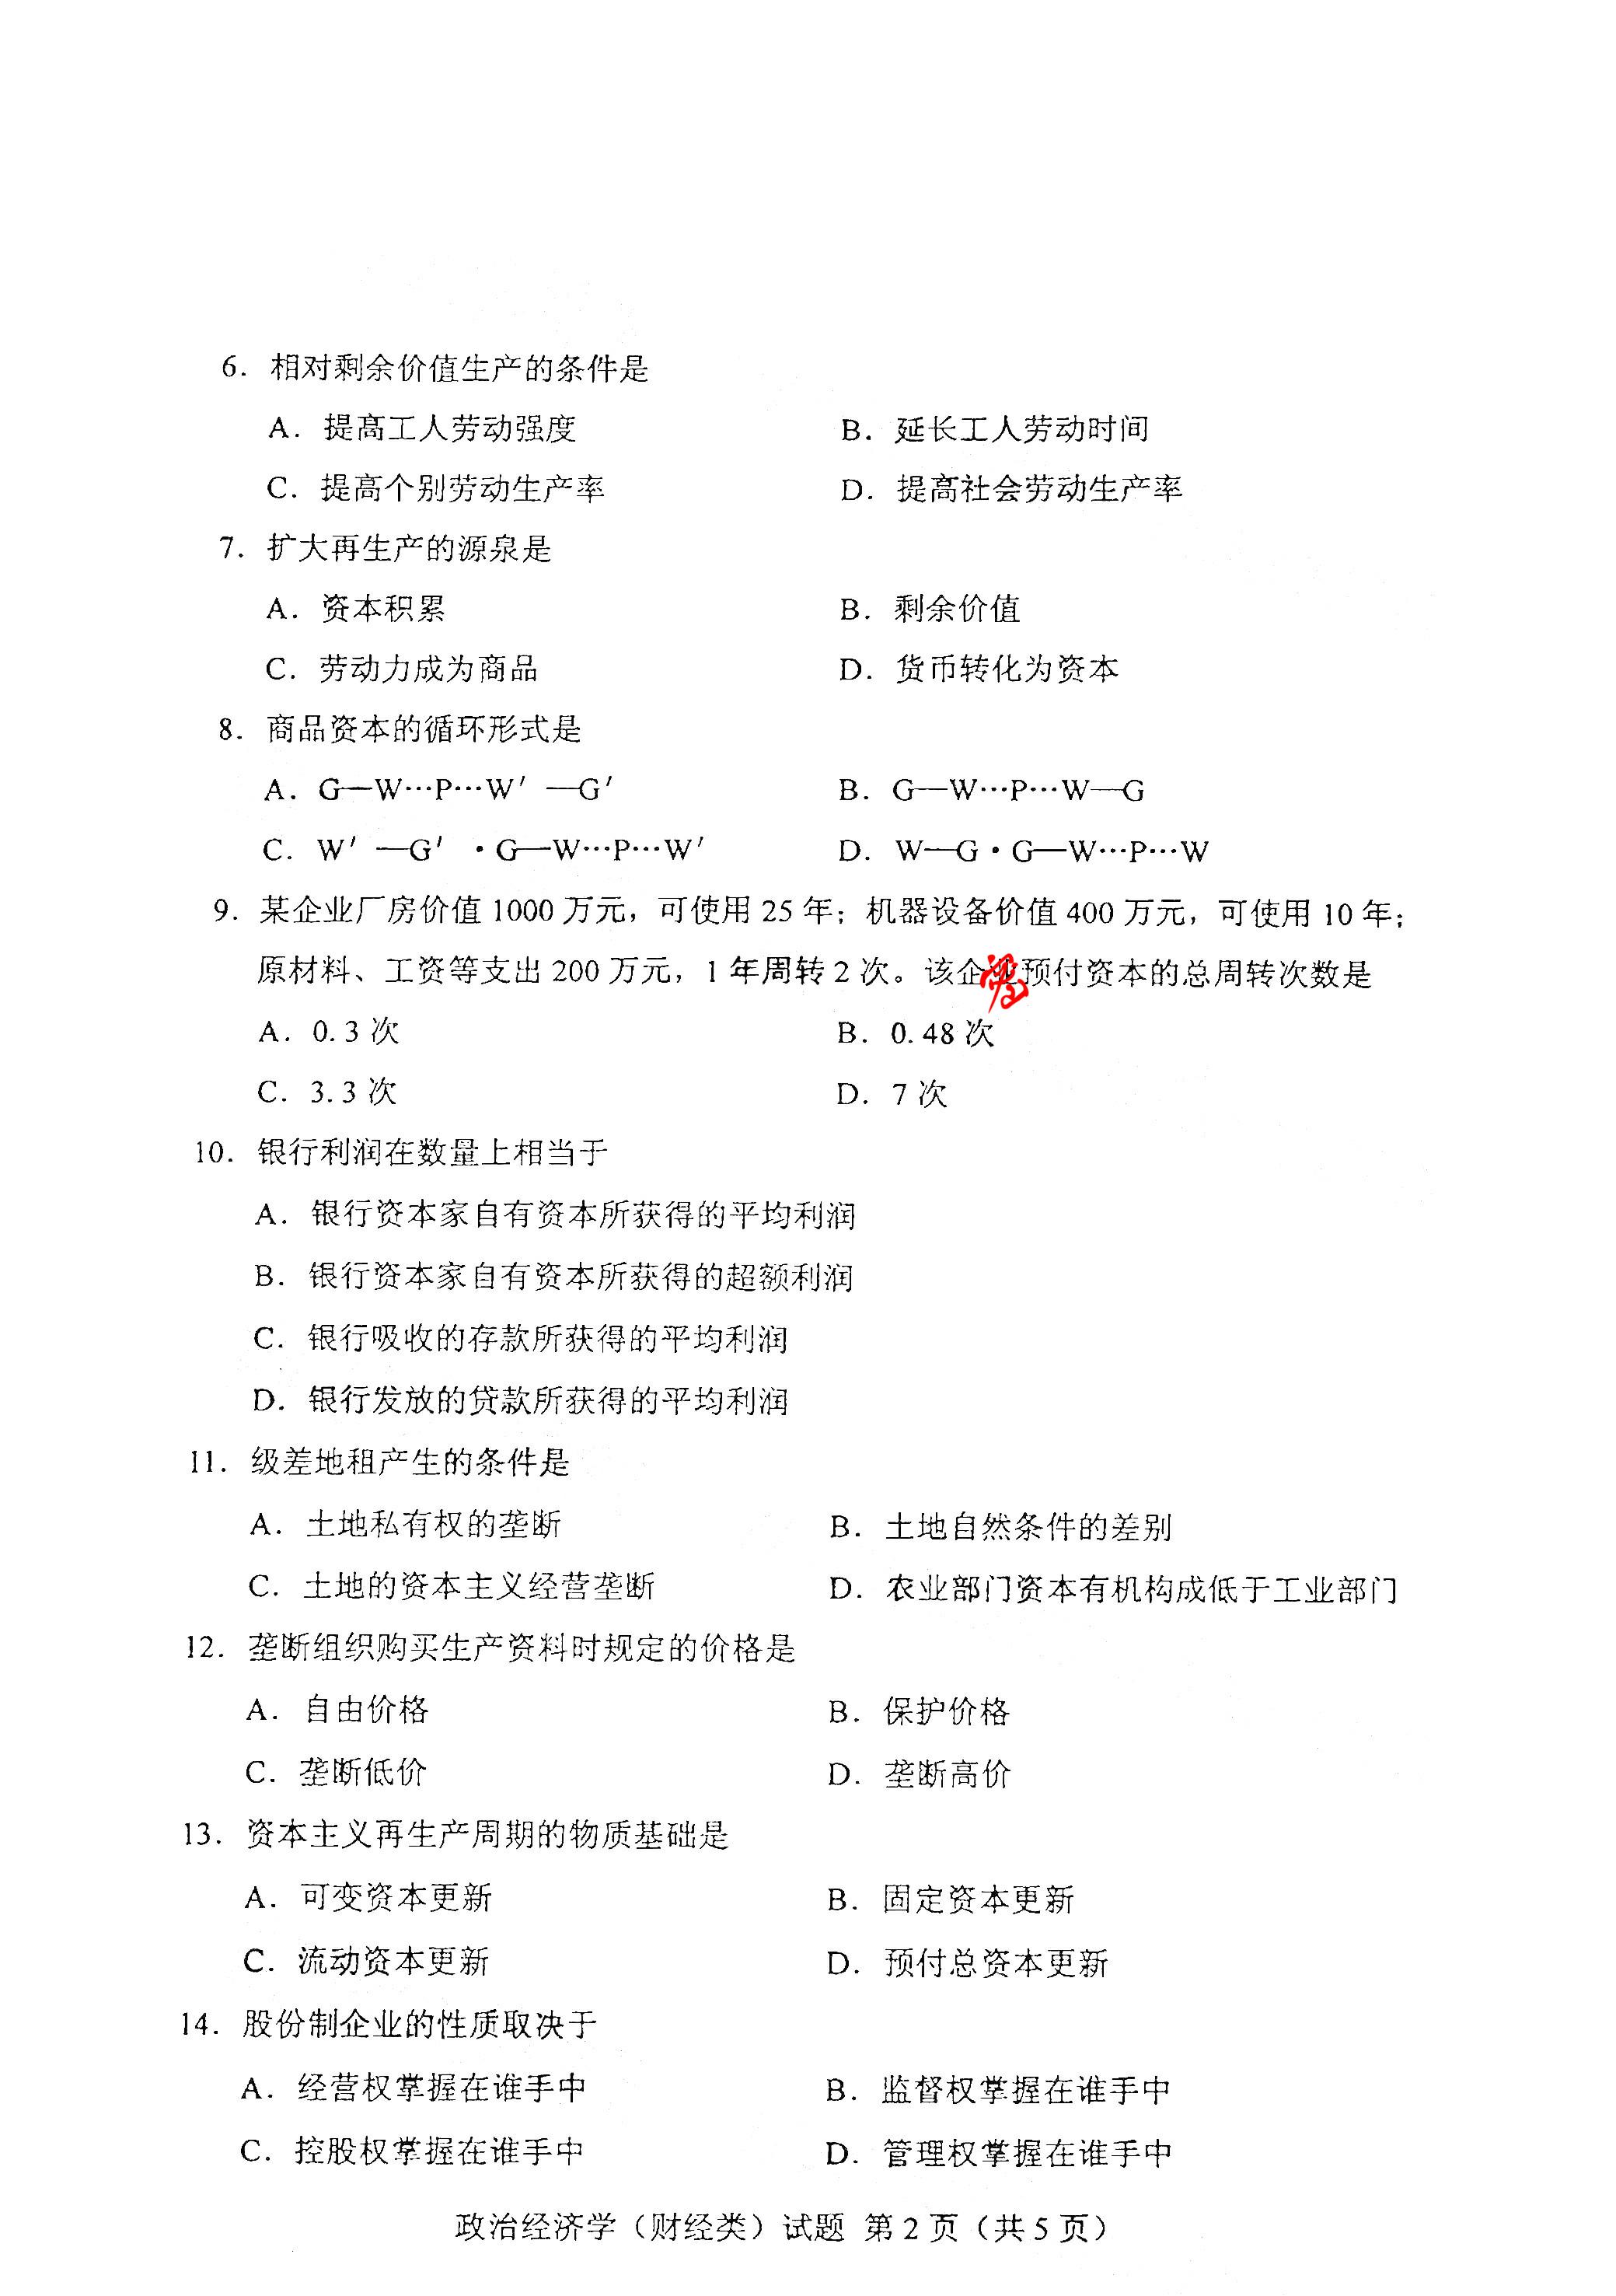 6. 相对剩余价值生产的条件是
A. 提高工人劳动强度 B. 延长工人劳动时间
C. 提高个别劳动生产率 D. 提高社会劳动生产率
7. 扩大再生产的源泉是
A. 资本积累 B. 剩余价值
C. 劳动力成为商品 D. 货币转化为资本
8. 商品资本的循环形式是
A. G—W…P…W′ —G′ B. G—W…P…W—G
C. W′ —G′ · G—W…P…W′ D. W—G·G—W…P…W
9. 某企业厂房价值 1000 万元，可使用 25 年；机器设备价值 400 万元，可使用 10 年；
原材料、工资等支出 200 万元，1 年周转 2 次。该企业预付资本的总周转次数是
A. 0.3 次 B. 0.48 次
C. 3.3 次 D. 7 次
10. 银行利润在数量上相当于
A. 银行资本家自有资本所获得的平均利润
B. 银行资本家自有资本所获得的超额利润
C. 银行吸收的存款所获得的平均利润
D. 银行发放的贷款所获得的平均利润
11. 级差地租产生的条件是
A. 土地私有权的垄断 B. 土地自然条件的差别
C. 土地的资本主义经营垄断 D. 农业部门资本有机构成低于工业部门
12. 垄断组织购买生产资料时规定的价格是
A. 自由价格 B. 保护价格
C. 垄断低价 D. 垄断高价
13. 资本主义再生产周期的物质基础是
A. 可变资本更新 B. 固定资本更新
C. 流动资本更新 D. 预付总资本更新
14. 股份制企业的性质取决于
A. 经营权掌握在谁手中 B. 监督权掌握在谁手中
C. 控股权掌握在谁手中 D. 管理权掌握在谁手中
政治经济学（财经类）试题 第 2 页（共 5 页）